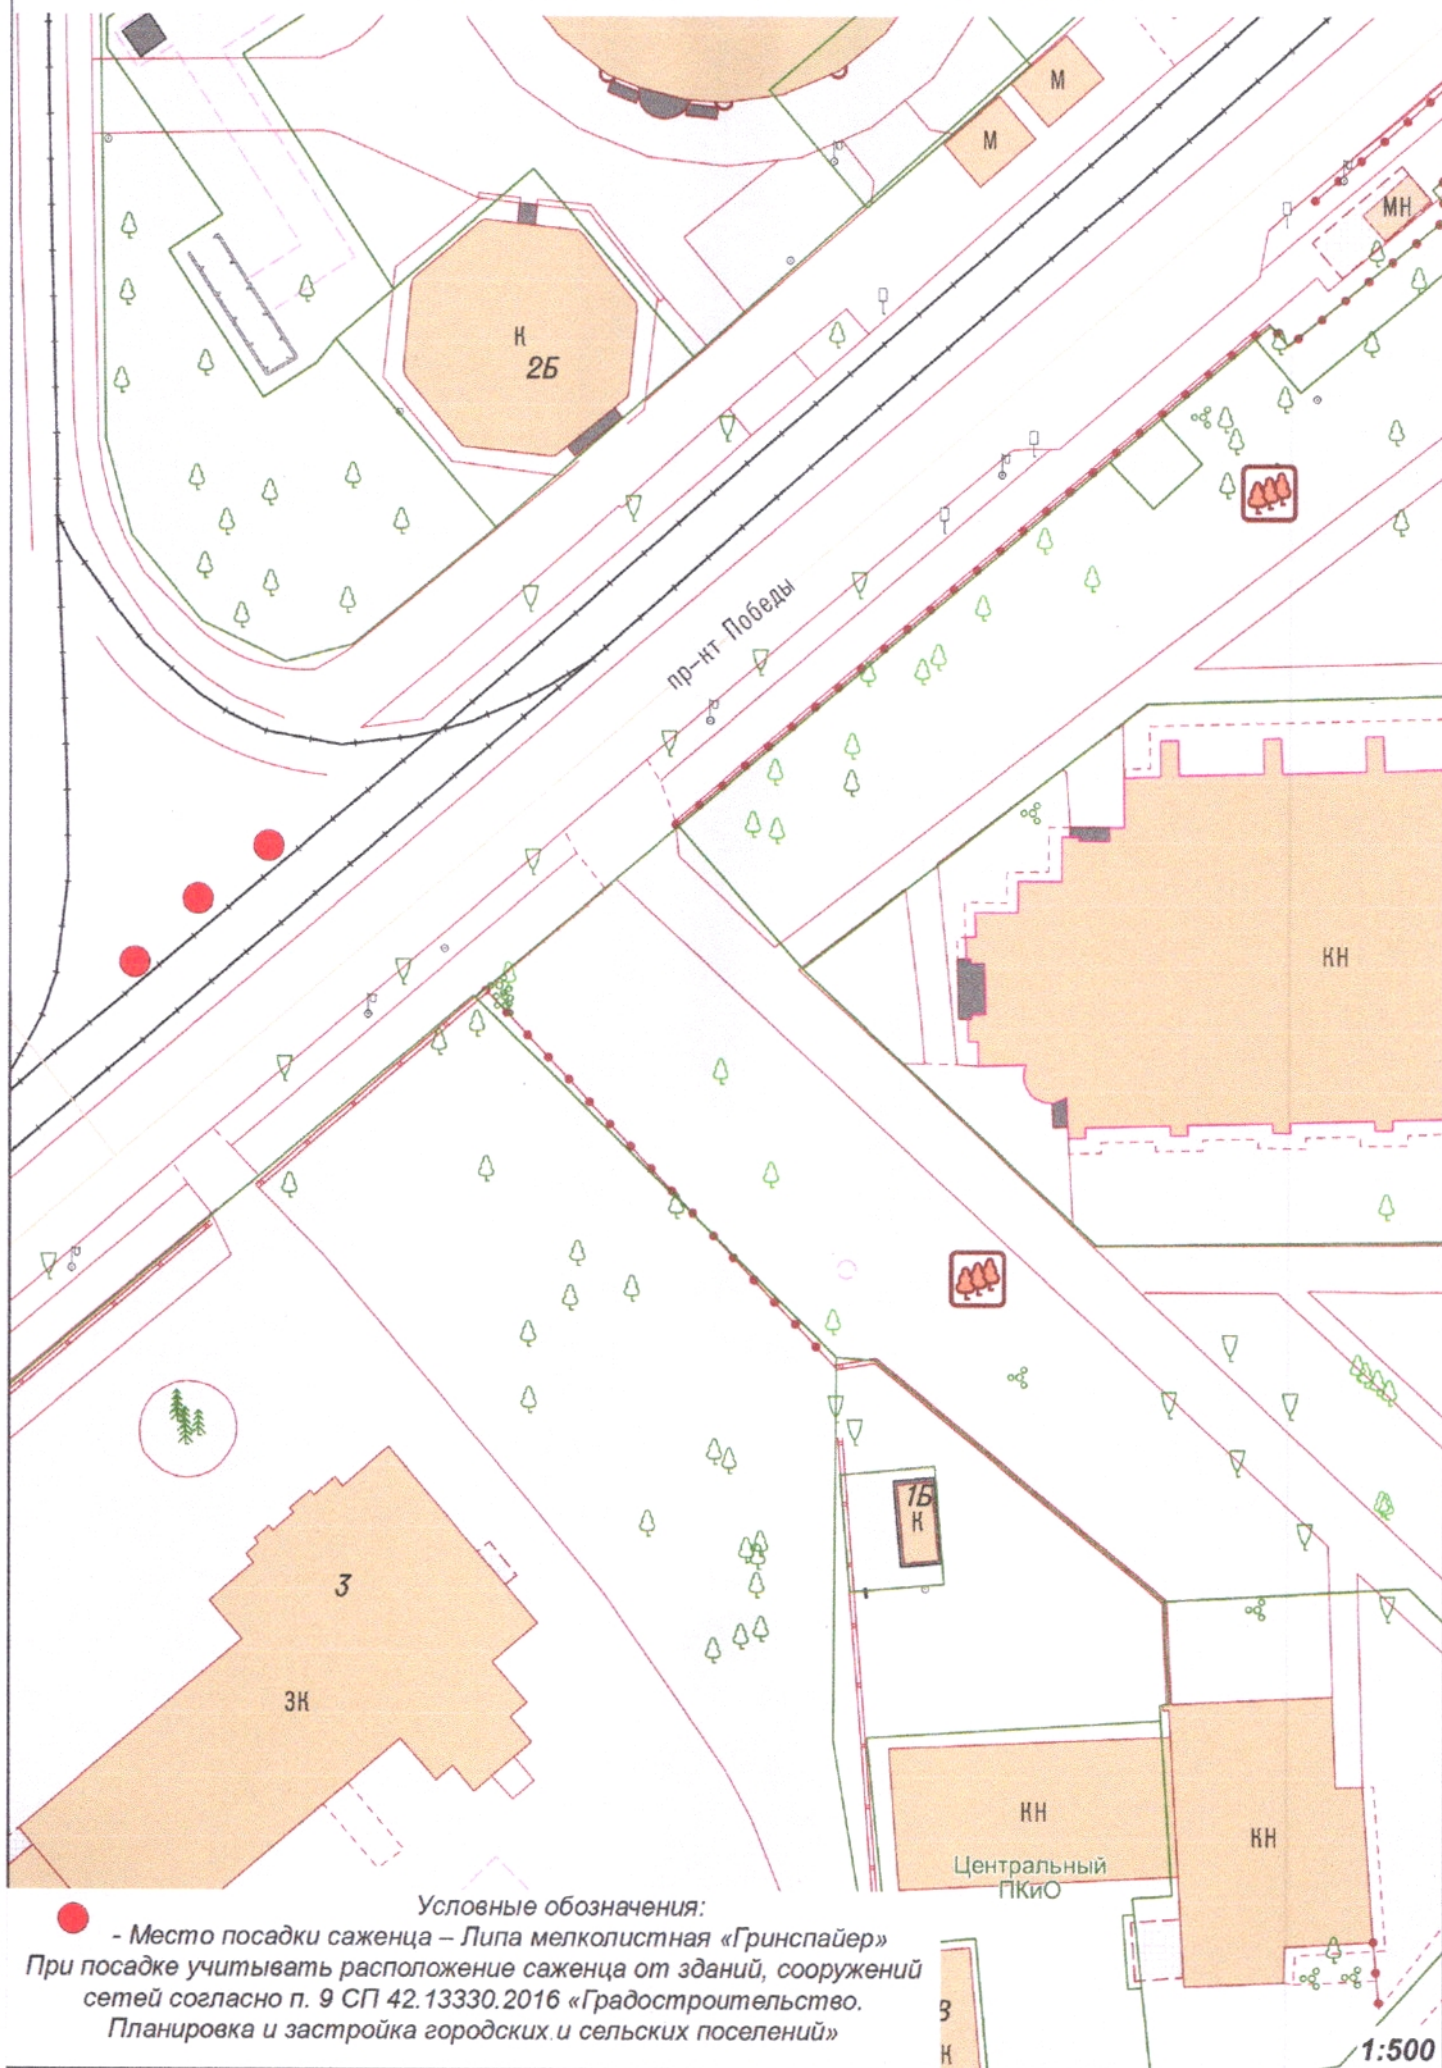 М
М
МН
К
2Б
пр-кт Победы
КН
1Б
К
3
ЗК
КН
КН
Центральный
ПКиО
Условные обозначения:
- Место посадки саженца – Липа мелколистная «Гринспайер»
При посадке учитывать расположение саженца от зданий, сооружений
сетей согласно п. 9 СП 42.13330.2016 «Градостроительство.
Планировка и застройка городских и сельских поселений»
1:500